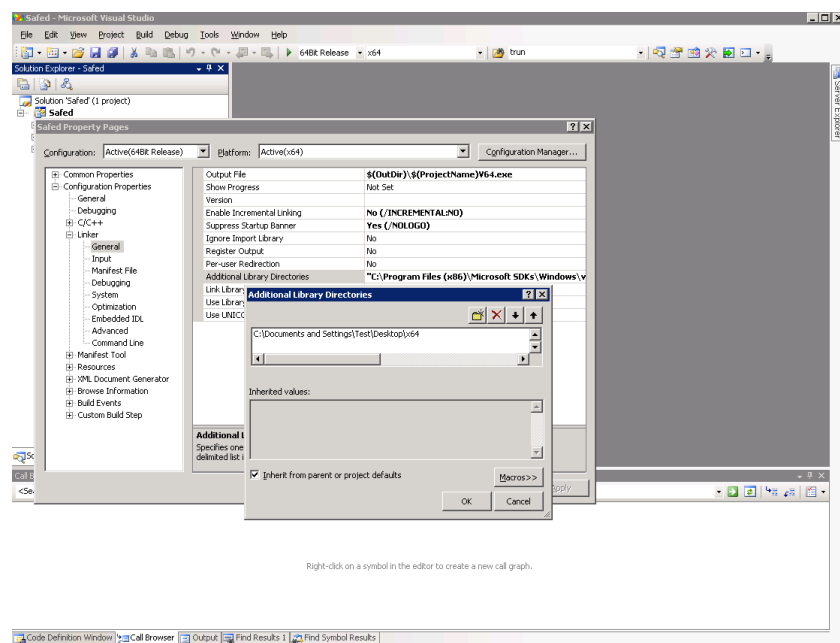 Safed - Microsoft Visual Studio
File Edit View Project Build Debug Tools Window Help
64Bit Release x64 trun
Solution Explorer - Safed
Solution 'Safed' (1 project)
Safed
Server Explorer
Safed Property Pages
Configuration: Active(64Bit Release) Platform: Active(x64) Configuration Manager...
Common Properties
Configuration Properties
General
Debugging
C/C++
Linker
General
Input
Manifest File
Debugging
System
Optimization
Embedded IDL
Advanced
Command Line
Manifest Tool
Resources
XML Document Generator
Browse Information
Build Events
Custom Build Step
Output File $(OutDir)\$(ProjectName)V64.exe
Show Progress Not Set
Version
Enable Incremental Linking No (/INCREMENTAL:NO)
Suppress Startup Banner Yes (/NOLOGO)
Ignore Import Library No
Register Output No
Per-user Redirection No
Additional Library Directories "C:\Program Files (x86)\Microsoft SDKs\Windows\v
Link Library
Use Library
Use UNICO
Additional L
Specifies one
delimited list i
Apply
Additional Library Directories
C:\Documents and Settings\Test\Desktop\x64
Inherited values:
Inherit from parent or project defaults
Macros>>
OK Cancel
Call B
<Sea
Right-click on a symbol in the editor to create a new call graph.
Code Definition Window Call Browser Output Find Results 1 Find Symbol Results